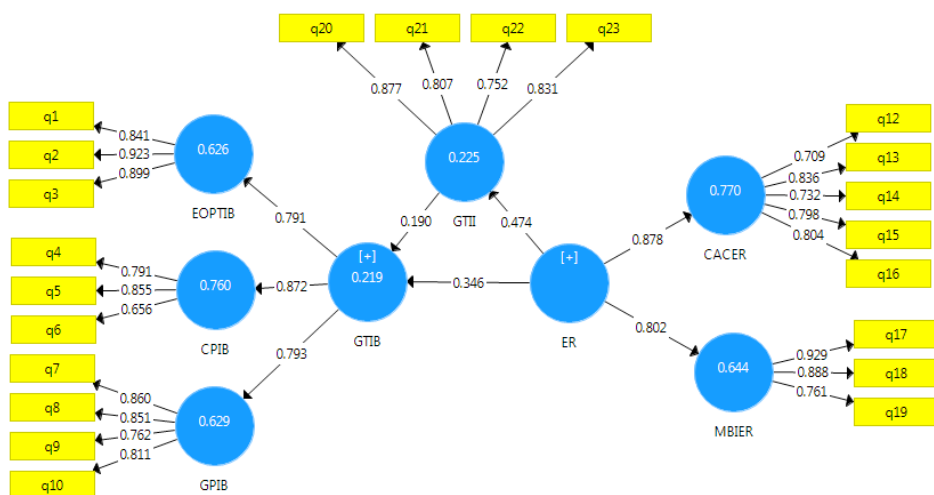 q20 q21 q22 q23
0.877 0.807 0.752 0.831
q1
q2
q3
0.841
0.923
0.899
0.626
EOPTIB
0.225
GTII
q12
q13
q14
q15
q16
0.709
0.836
0.732
0.798
0.804
0.770
CACER
0.791
0.190
0.474
0.878
q4
q5
q6
0.791
0.855
0.656
0.760
CPIB
0.872
[+]
0.219
GTIB
0.346
[+]
ER
0.802
0.793
q7
q8
q9
q10
0.860
0.851
0.762
0.811
0.629
GPIB
0.644
MBIER
0.929
0.888
0.761
q17
q18
q19